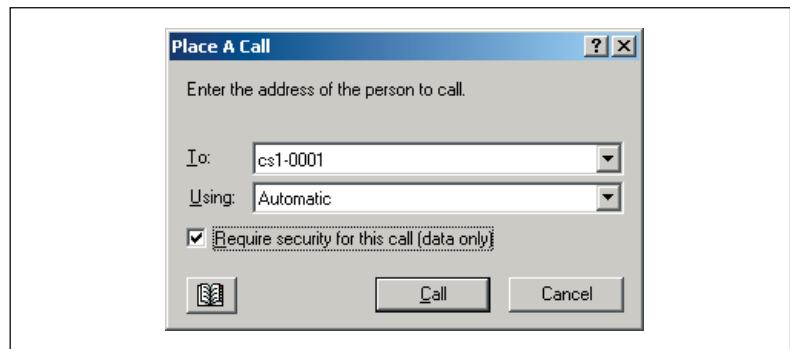 Place A Call
Enter the address of the person to call.
To: cs1-0001
Using: Automatic
Require security for this call (data only)
Call Cancel